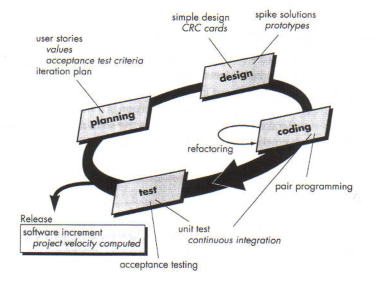 simple design
CRC cards
spike solutions
prototypes
user stories
values
acceptance test criteria
iteration plan
design
planning
coding
refactoring
test
pair programming
Release
software increment
project velocity computed
unit test
continuous integration
acceptance testing